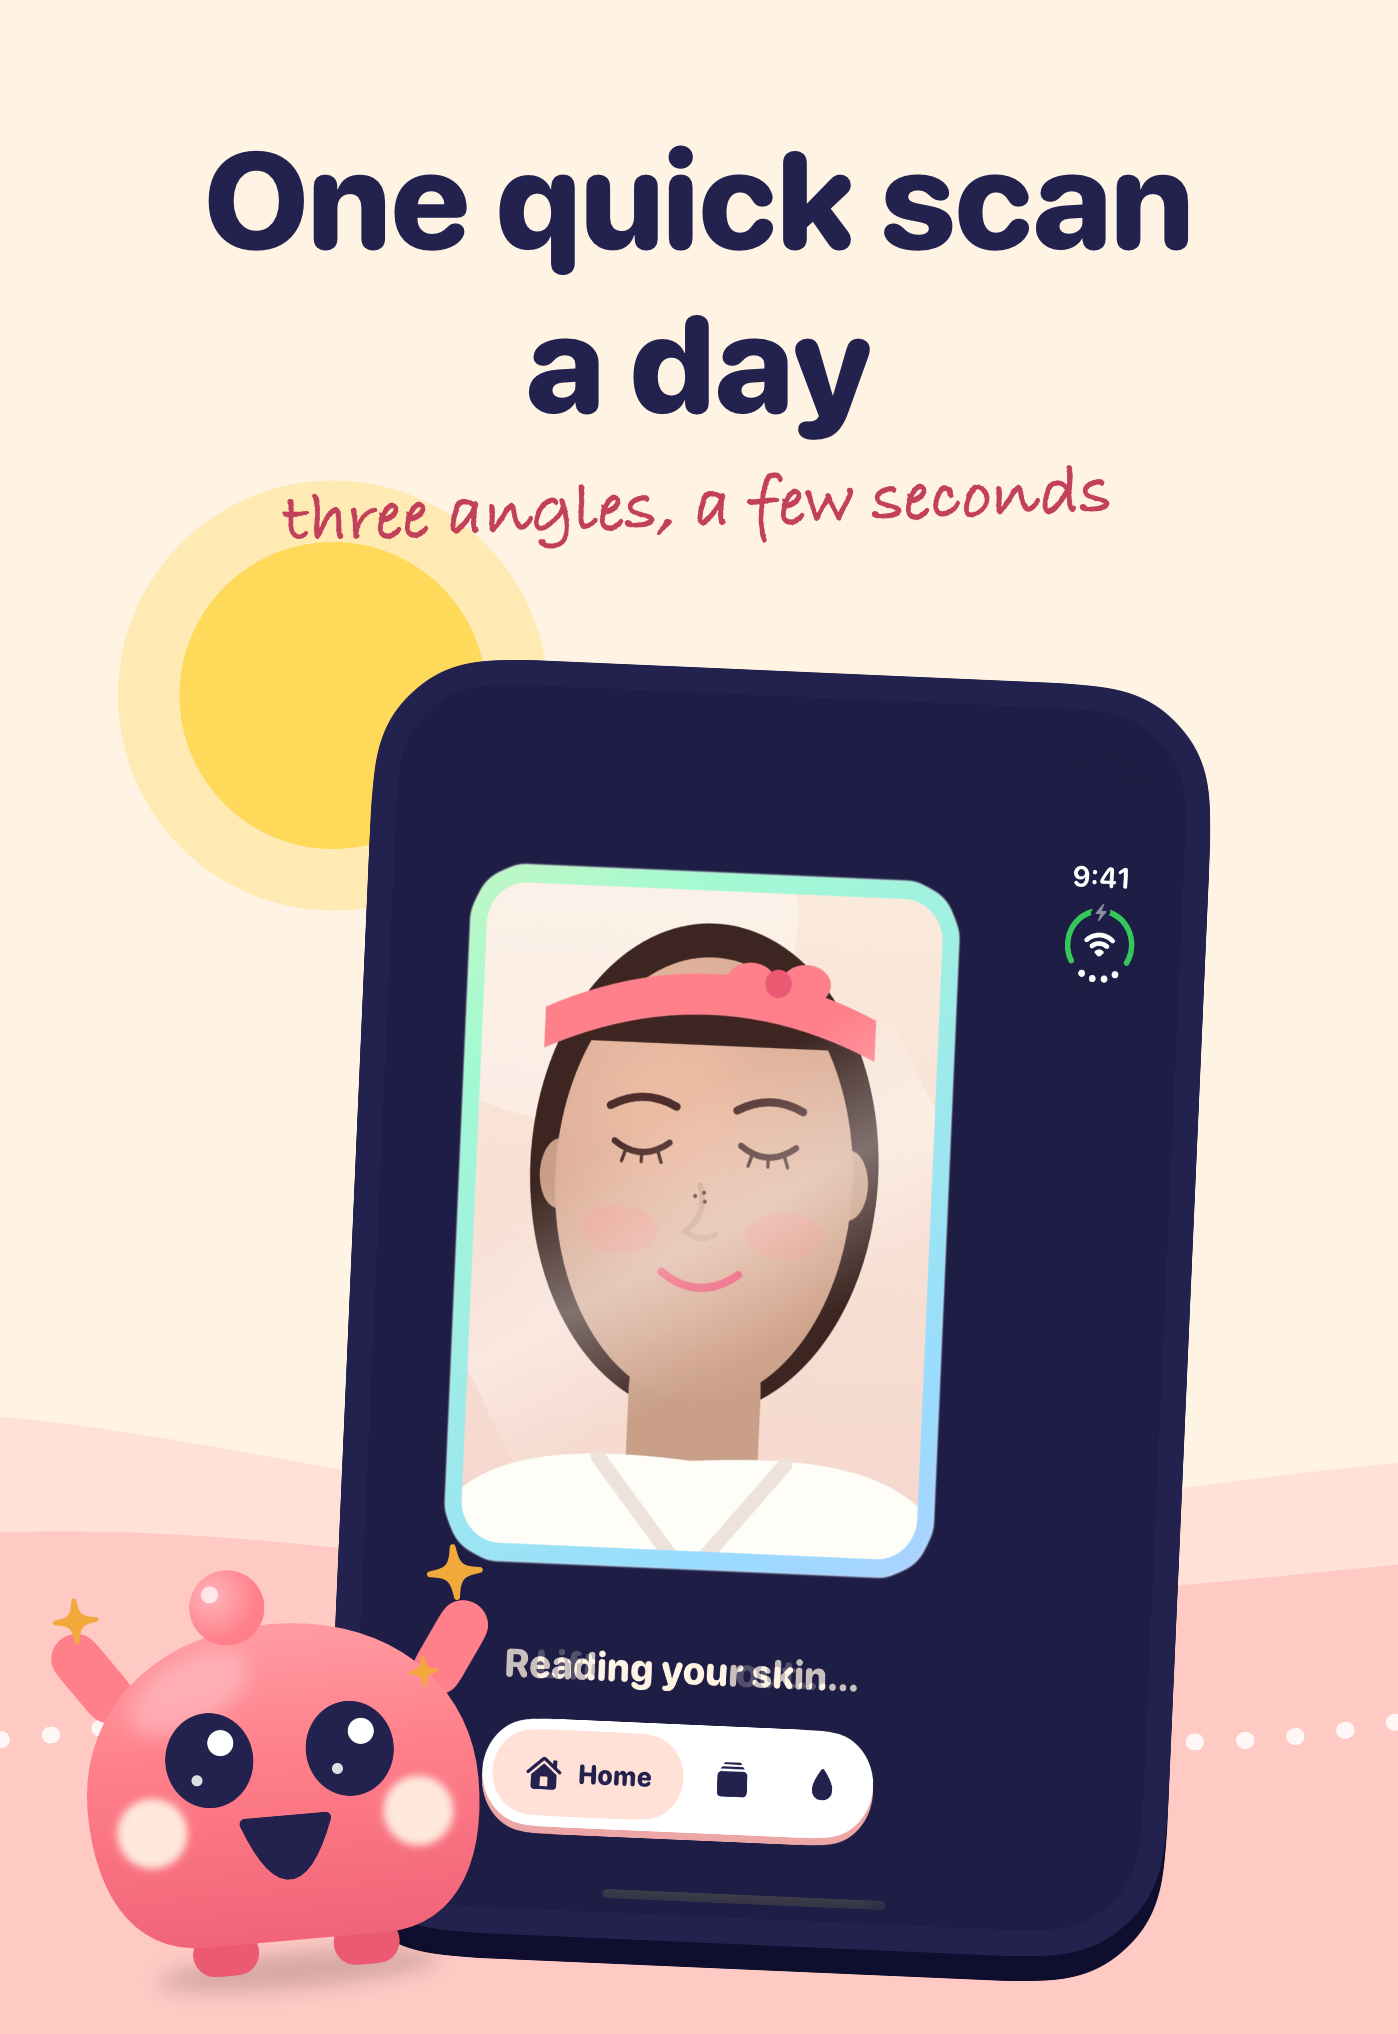 One quick scan
a day
three angles, a few seconds
9:41
Reading your skin...
Home